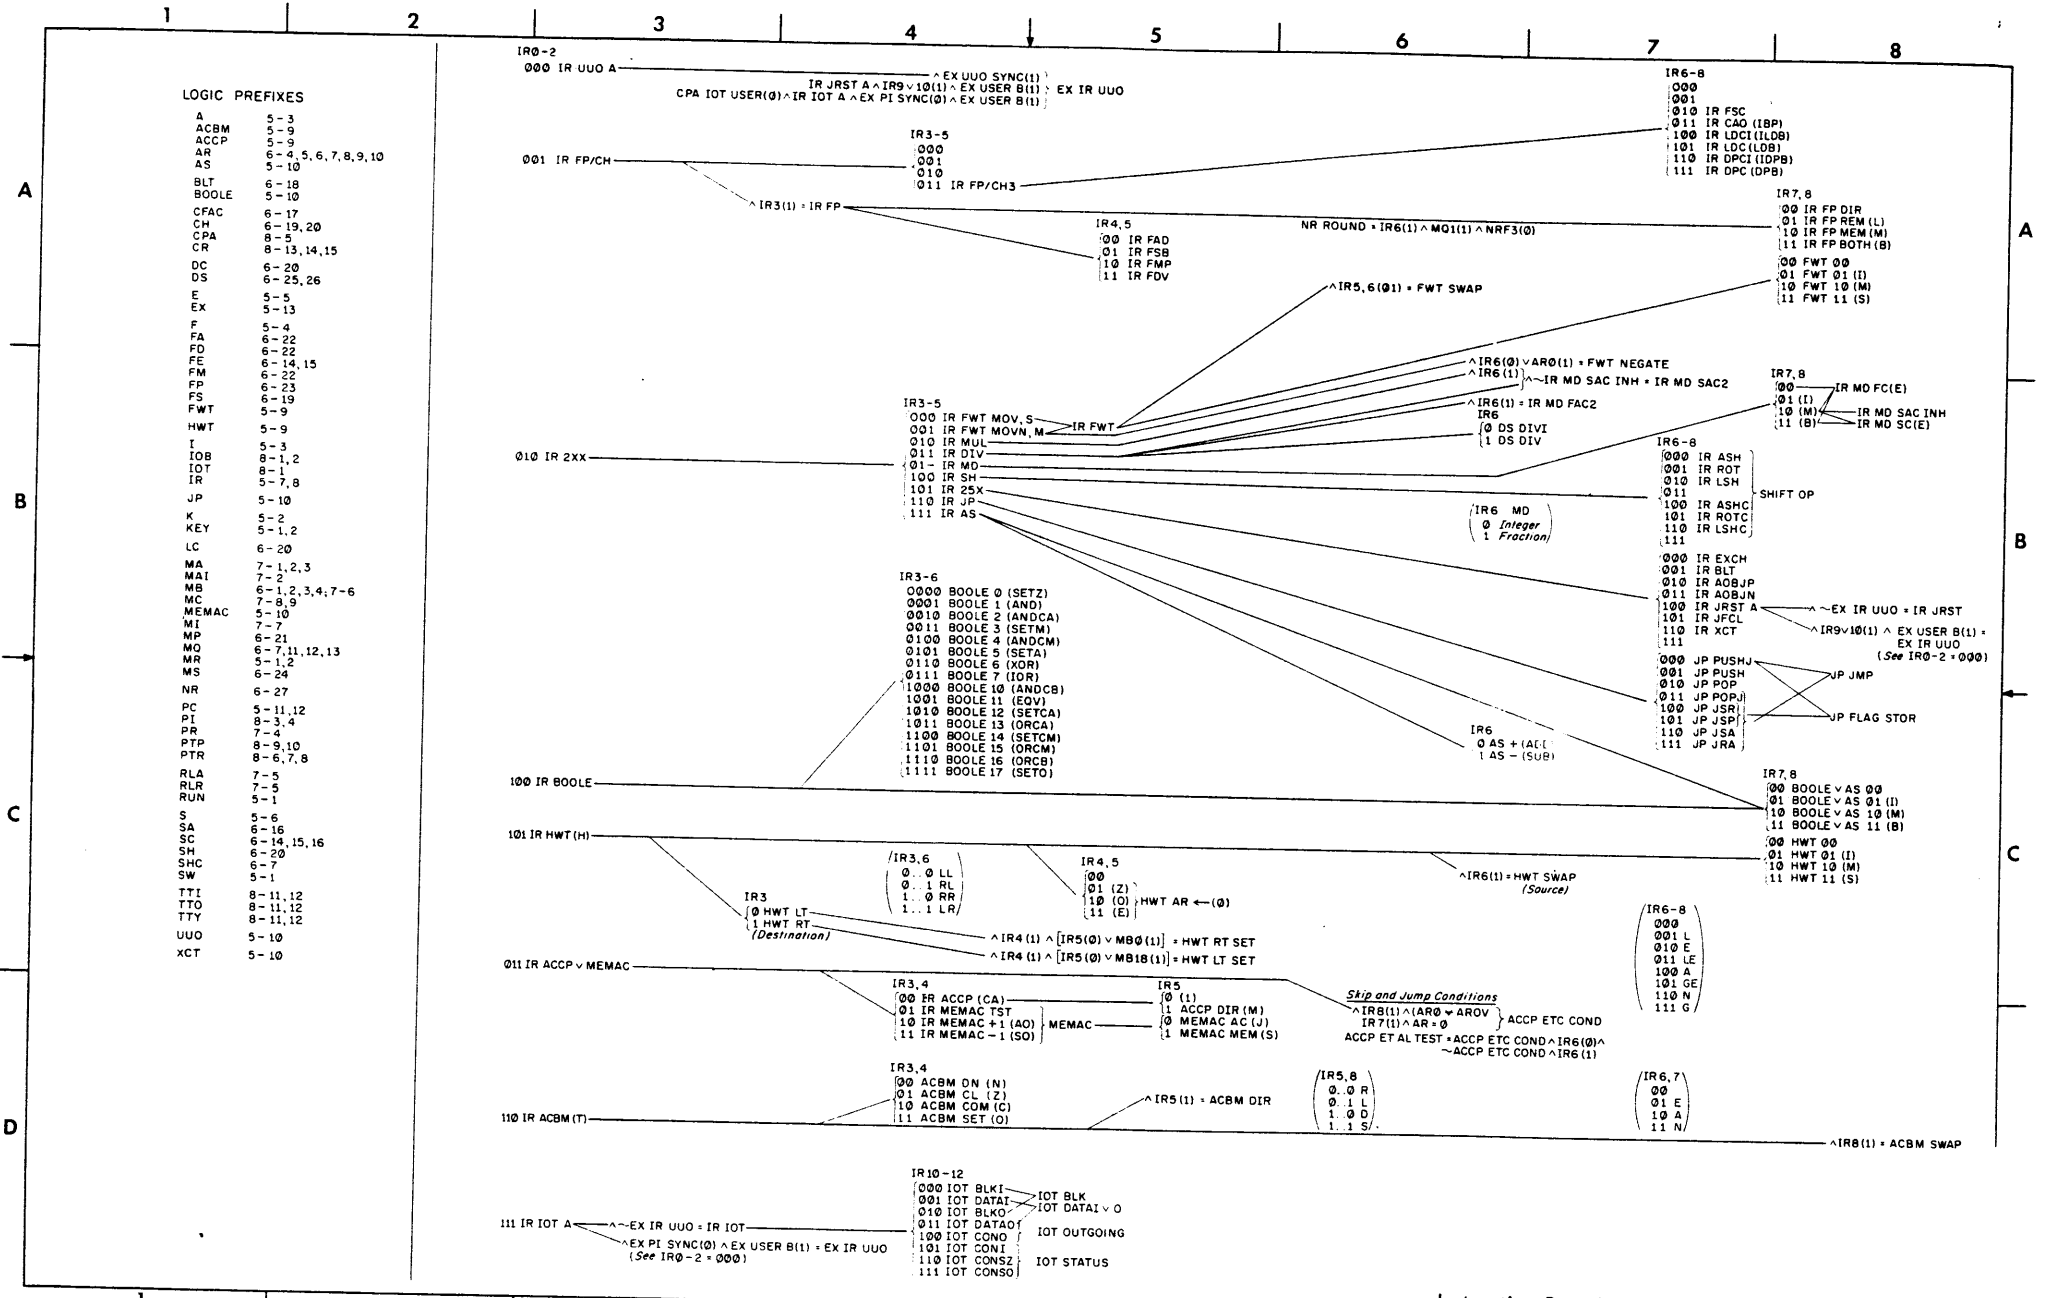 1 2 3 4 5 6 7 8
LOGIC PREFIXES
A 5-3
ACBM 5-9
ACCP 5-9
AR 6-4,5,6,7,8,9,10
AS 5-10
BLT 6-18
BOOLE 5-10
CFAC 6-17
CH 6-19,20
CPA 8-5
CR 8-13,14,15
DC 6-20
DS 6-25,26
E 5-5
EX 5-13
F 5-4
FA 6-22
FD 6-22
FE 6-14,15
FM 6-22
FP 6-23
FS 6-19
FWT 5-9
HWT 5-9
I 5-3
IOB 8-1,2
IOT 8-1
IR 5-7,8
JP 5-10
K 5-2
KEY 5-1,2
LC 6-20
MA 7-1,2,3
MAI 7-2
MB 6-1,2,3,4;7-6
MC 7-8,9
MEMAC 5-10
MI 7-7
MP 6-21
MQ 6-7,11,12,13
MR 5-1,2
MS 6-24
NR 6-27
PC 5-11,12
PI 8-3,4
PR 7-4
PTP 8-9,10
PTR 8-6,7,8
RLA 7-5
RLR 7-5
RUN 5-1
S 5-6
SA 6-16
SC 6-14,15,16
SH 6-20
SHC 6-7
SW 5-1
TTI 8-11,12
TTO 8-11,12
TTY 8-11,12
UUO 5-10
XCT 5-10
A
B
C
D
IR0-2
000 IR UUO A
∧EX UUO SYNC(1)
IR JRST A∧IR9∨10(1)∧EX USER B(1)
CPA IOT USER(0)∧IR IOT A∧EX PI SYNC(0)∧EX USER B(1)
EX IR UUO
001 IR FP/CH
IR3-5
000
001
010
011 IR FP/CH3
IR6-8
000
001
010 IR FSC
011 IR CAO (IBP)
100 IR LDCI (ILDB)
101 IR LDC (LDB)
110 IR DPCI (IDPB)
111 IR DPC (DPB)
∧IR3(1) = IR FP
IR4,5
00 IR FAD
01 IR FSB
10 IR FMP
11 IR FDV
NR ROUND = IR6(1)∧MQ1(1)∧NRF3(0)
IR7,8
00 IR FP DIR
01 IR FP REM (L)
10 IR FP MEM (M)
11 IR FP BOTH (B)
00 FWT 00
01 FWT 01 (I)
10 FWT 10 (M)
11 FWT 11 (S)
∧IR5,6(01) = FWT SWAP
010 IR 2XX
IR3-5
000 IR FWT MOV, S
001 IR FWT MOVN, M
010 IR MUL
011 IR DIV
01- IR MD
100 IR SH
101 IR 25X
110 IR JP
111 IR AS
IR FWT
∧IR6(0)∨AR0(1) = FWT NEGATE
∧IR6(1)
∧~IR MD SAC INH = IR MD SAC2
∧IR6(1) = IR MD FAC2
IR6
0 DS DIVI
1 DS DIV
IR7,8
00
01 (I)
10 (M)
11 (B)
IR MD FC(E)
IR MD SAC INH
IR MD SC(E)
IR6 MD
0 Integer
1 Fraction
IR6-8
000 IR ASH
001 IR ROT
010 IR LSH
011
100 IR ASHC
101 IR ROTC
110 IR LSHC
111
SHIFT OP
000 IR EXCH
001 IR BLT
010 IR AOBJP
011 IR AOBJN
100 IR JRST A
101 IR JFCL
110 IR XCT
111
∧~EX IR UUO = IR JRST
∧IR9∨10(1) ∧ EX USER B(1) =
EX IR UUO
(See IR0-2 = 000)
000 JP PUSHJ
001 JP PUSH
010 JP POP
011 JP POPJ
100 JP JSR
101 JP JSP
110 JP JSA
111 JP JRA
JP JMP
JP FLAG STOR
IR3-6
0000 BOOLE 0 (SETZ)
0001 BOOLE 1 (AND)
0010 BOOLE 2 (ANDCA)
0011 BOOLE 3 (SETM)
0100 BOOLE 4 (ANDCM)
0101 BOOLE 5 (SETA)
0110 BOOLE 6 (XOR)
0111 BOOLE 7 (IOR)
1000 BOOLE 10 (ANDCB)
1001 BOOLE 11 (EQV)
1010 BOOLE 12 (SETCA)
1011 BOOLE 13 (ORCA)
1100 BOOLE 14 (SETCM)
1101 BOOLE 15 (ORCM)
1110 BOOLE 16 (ORCB)
1111 BOOLE 17 (SETO)
IR6
0 AS + (ADD)
1 AS - (SUB)
100 IR BOOLE
IR7,8
00 BOOLE ∨ AS 00
01 BOOLE ∨ AS 01 (I)
10 BOOLE ∨ AS 10 (M)
11 BOOLE ∨ AS 11 (B)
101 IR HWT (H)
00 HWT 00
01 HWT 01 (I)
10 HWT 10 (M)
11 HWT 11 (S)
IR3,6
0..0 LL
0..1 RL
1..0 RR
1..1 LR
IR4,5
00
01 (Z)
10 (O)
11 (E)
HWT AR ←(0)
∧IR6(1) = HWT SWAP
(Source)
IR3
0 HWT LT
1 HWT RT
(Destination)
∧IR4(1) ∧ [IR5(0) ∨ MB0(1)] = HWT RT SET
∧IR4(1) ∧ [IR5(0) ∨ MB18(1)] = HWT LT SET
IR6-8
000
001 L
010 E
011 LE
100 A
101 GE
110 N
111 G
011 IR ACCP ∨ MEMAC
IR3,4
00 IR ACCP (CA)
01 IR MEMAC TST
10 IR MEMAC +1 (AO)
11 IR MEMAC -1 (SO)
MEMAC
IR5
0 (1)
1 ACCP DIR (M)
0 MEMAC AC (J)
1 MEMAC MEM (S)
Skip and Jump Conditions
∧IR8(1)∧(AR0 ⊻ AROV
IR7(1)∧AR = 0
ACCP ETC COND
ACCP ET AL TEST = ACCP ETC COND∧IR6(0)∧
~ACCP ETC COND∧IR6(1)
110 IR ACBM (T)
IR3,4
00 ACBM DN (N)
01 ACBM CL (Z)
10 ACBM COM (C)
11 ACBM SET (O)
∧IR5(1) = ACBM DIR
IR5,8
0..0 R
0..1 L
1..0 D
1..1 S
IR6,7
00
01 E
10 A
11 N
∧IR8(1) = ACBM SWAP
111 IR IOT A
∧~EX IR UUO = IR IOT
∧EX PI SYNC(0) ∧ EX USER B(1) = EX IR UUO
(See IR0-2 = 000)
IR10-12
000 IOT BLKI
001 IOT DATAI
010 IOT BLKO
011 IOT DATAO
100 IOT CONO
101 IOT CONI
110 IOT CONSZ
111 IOT CONSO
IOT BLK
IOT DATAI ∨ O
IOT OUTGOING
IOT STATUS